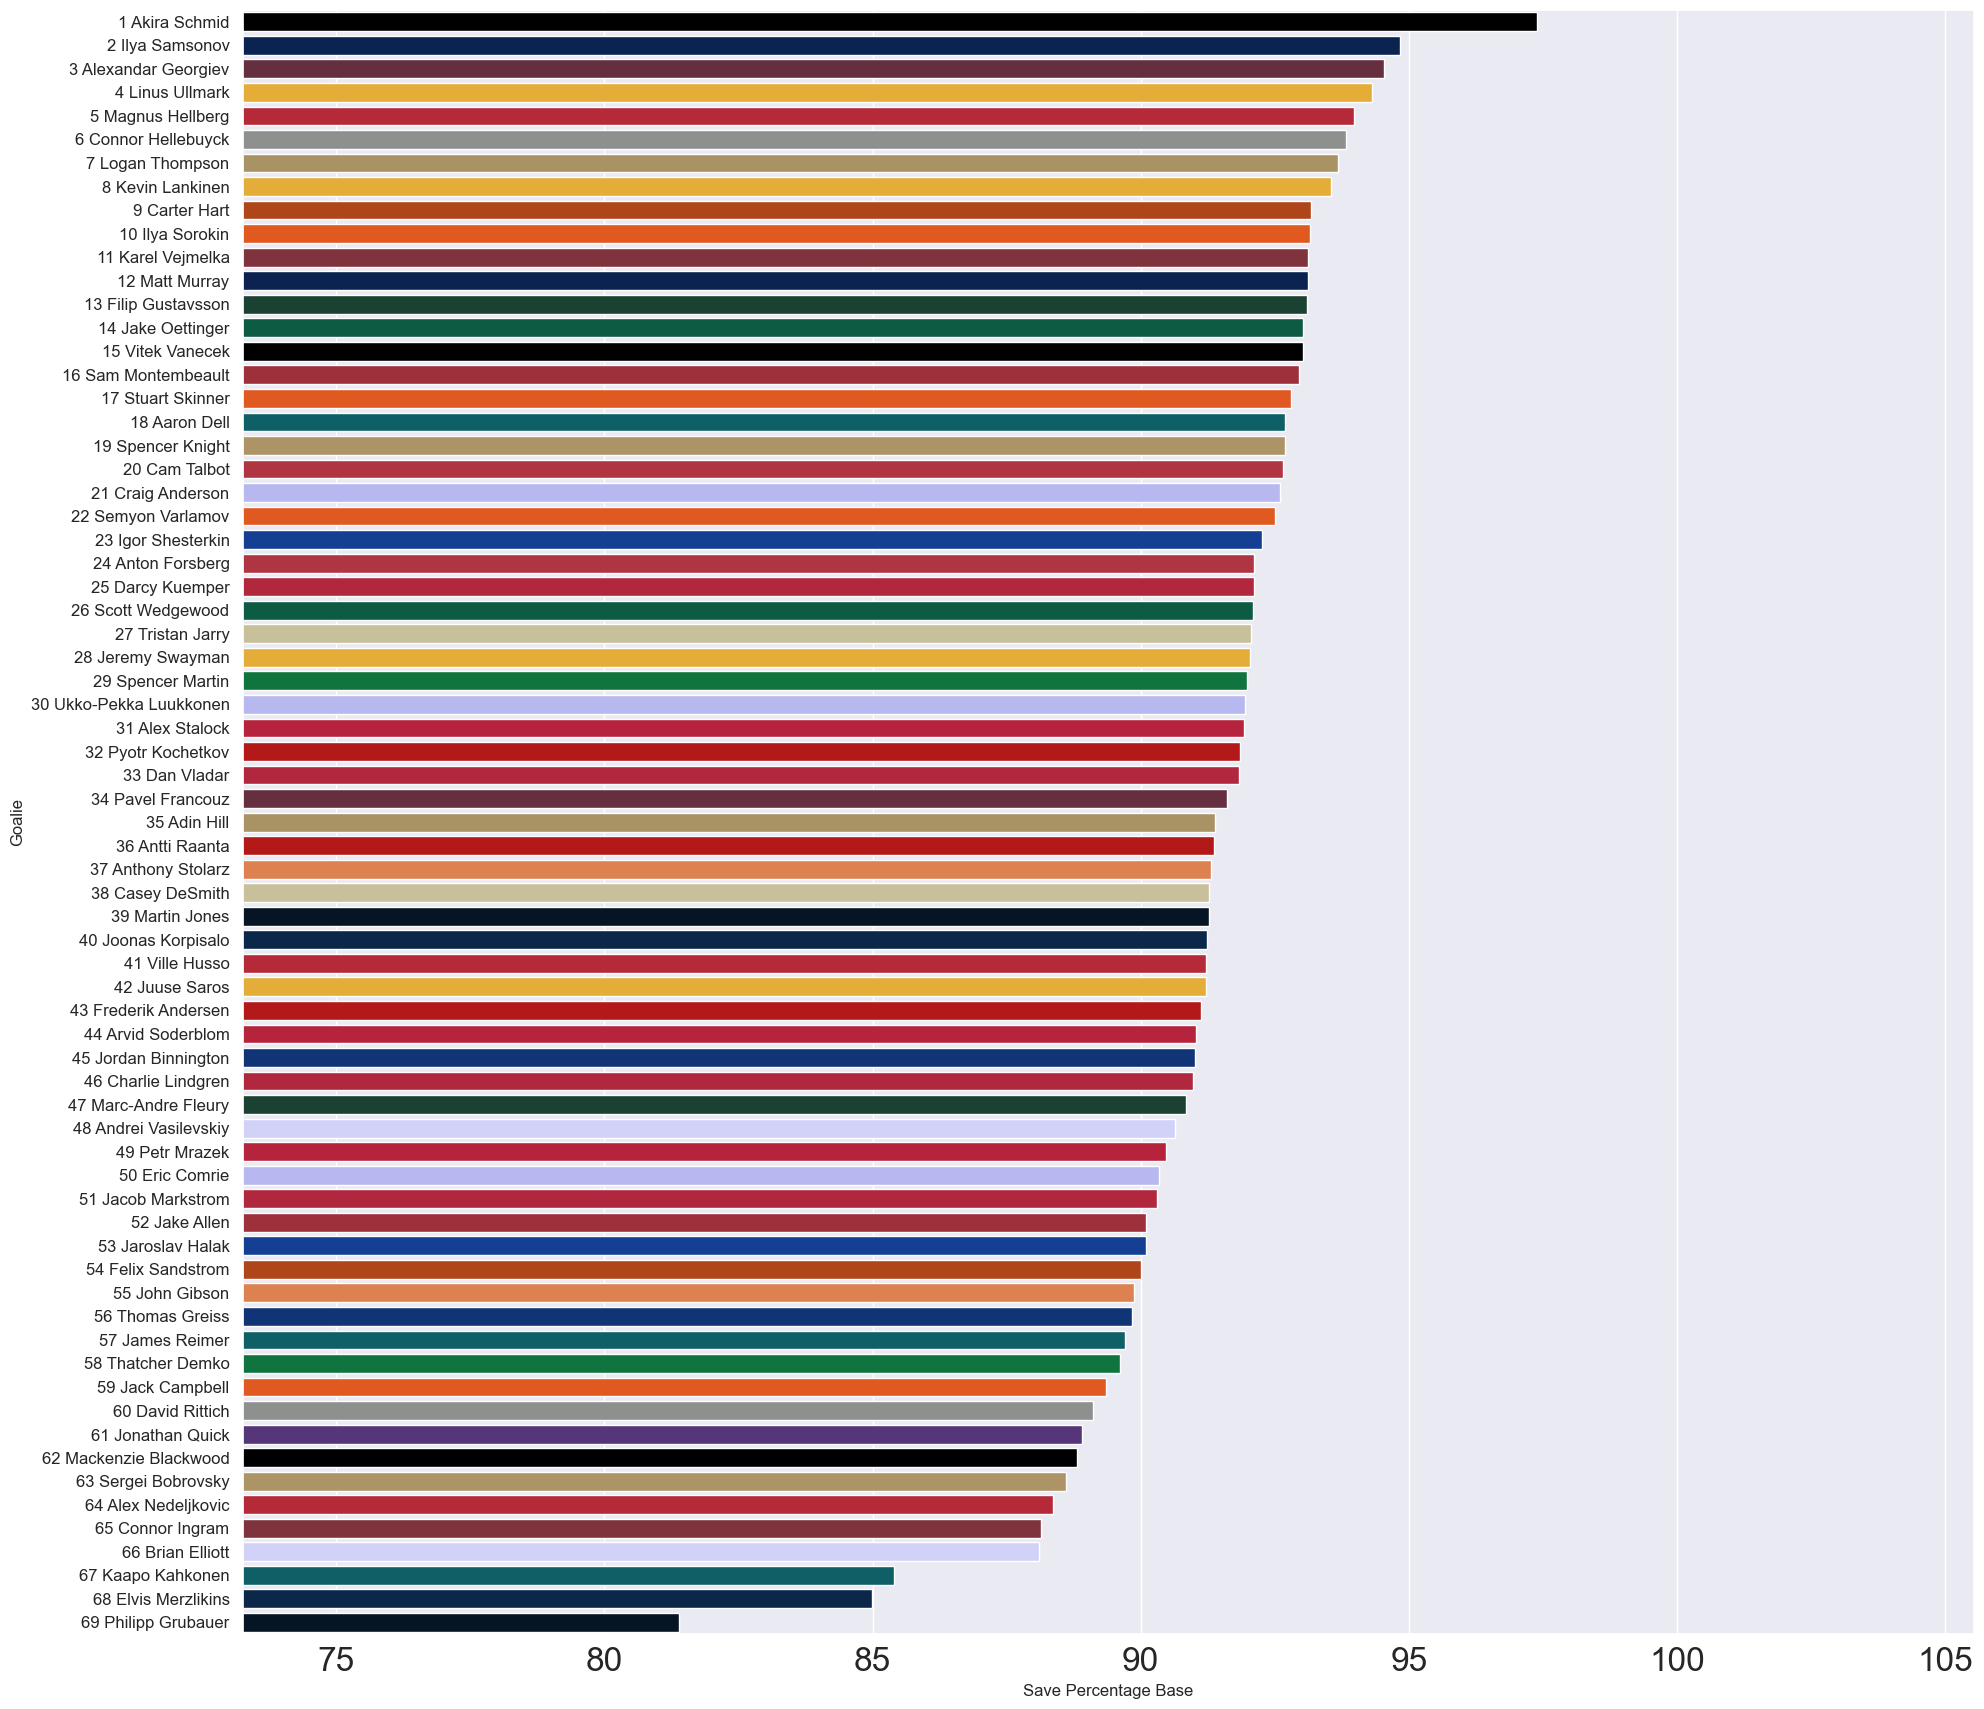 1 Akira Schmid
2 Ilya Samsonov
3 Alexandar Georgiev
4 Linus Ullmark
5 Magnus Hellberg
6 Connor Hellebuyck
7 Logan Thompson
8 Kevin Lankinen
9 Carter Hart
10 Ilya Sorokin
11 Karel Vejmelka
12 Matt Murray
13 Filip Gustavsson
14 Jake Oettinger
15 Vitek Vanecek
16 Sam Montembeault
17 Stuart Skinner
18 Aaron Dell
19 Spencer Knight
20 Cam Talbot
21 Craig Anderson
22 Semyon Varlamov
23 Igor Shesterkin
24 Anton Forsberg
25 Darcy Kuemper
26 Scott Wedgewood
27 Tristan Jarry
28 Jeremy Swayman
29 Spencer Martin
30 Ukko-Pekka Luukkonen
31 Alex Stalock
32 Pyotr Kochetkov
33 Dan Vladar
34 Pavel Francouz
35 Adin Hill
36 Antti Raanta
37 Anthony Stolarz
38 Casey DeSmith
39 Martin Jones
40 Joonas Korpisalo
41 Ville Husso
42 Juuse Saros
43 Frederik Andersen
44 Arvid Soderblom
45 Jordan Binnington
46 Charlie Lindgren
47 Marc-Andre Fleury
48 Andrei Vasilevskiy
49 Petr Mrazek
50 Eric Comrie
51 Jacob Markstrom
52 Jake Allen
53 Jaroslav Halak
54 Felix Sandstrom
55 John Gibson
56 Thomas Greiss
57 James Reimer
58 Thatcher Demko
59 Jack Campbell
60 David Rittich
61 Jonathan Quick
62 Mackenzie Blackwood
63 Sergei Bobrovsky
64 Alex Nedeljkovic
65 Connor Ingram
66 Brian Elliott
67 Kaapo Kahkonen
68 Elvis Merzlikins
69 Philipp Grubauer
Goalie
75 80 85 90 95 100 105
Save Percentage Base